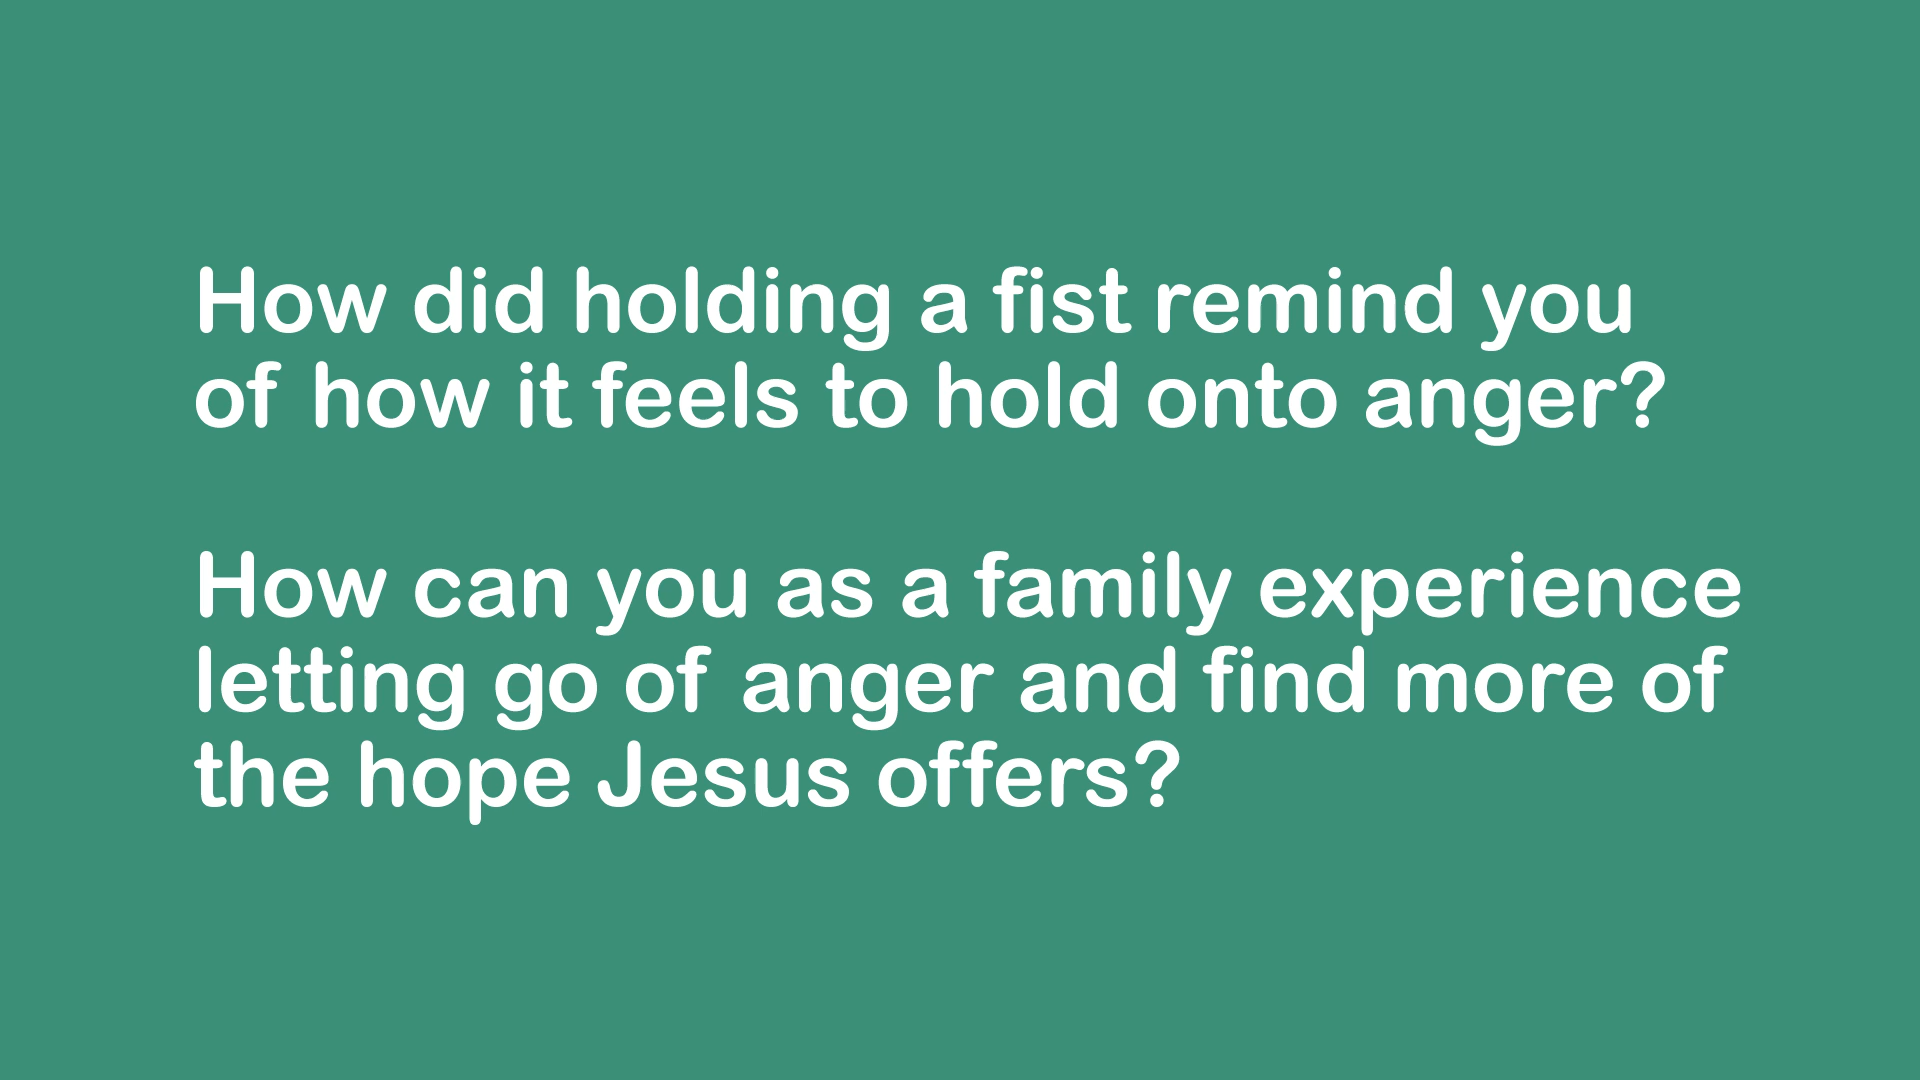 How did holding a fist remind you
of how it feels to hold onto anger?
How can you as a family experience
letting go of anger and find more of
the hope Jesus offers?